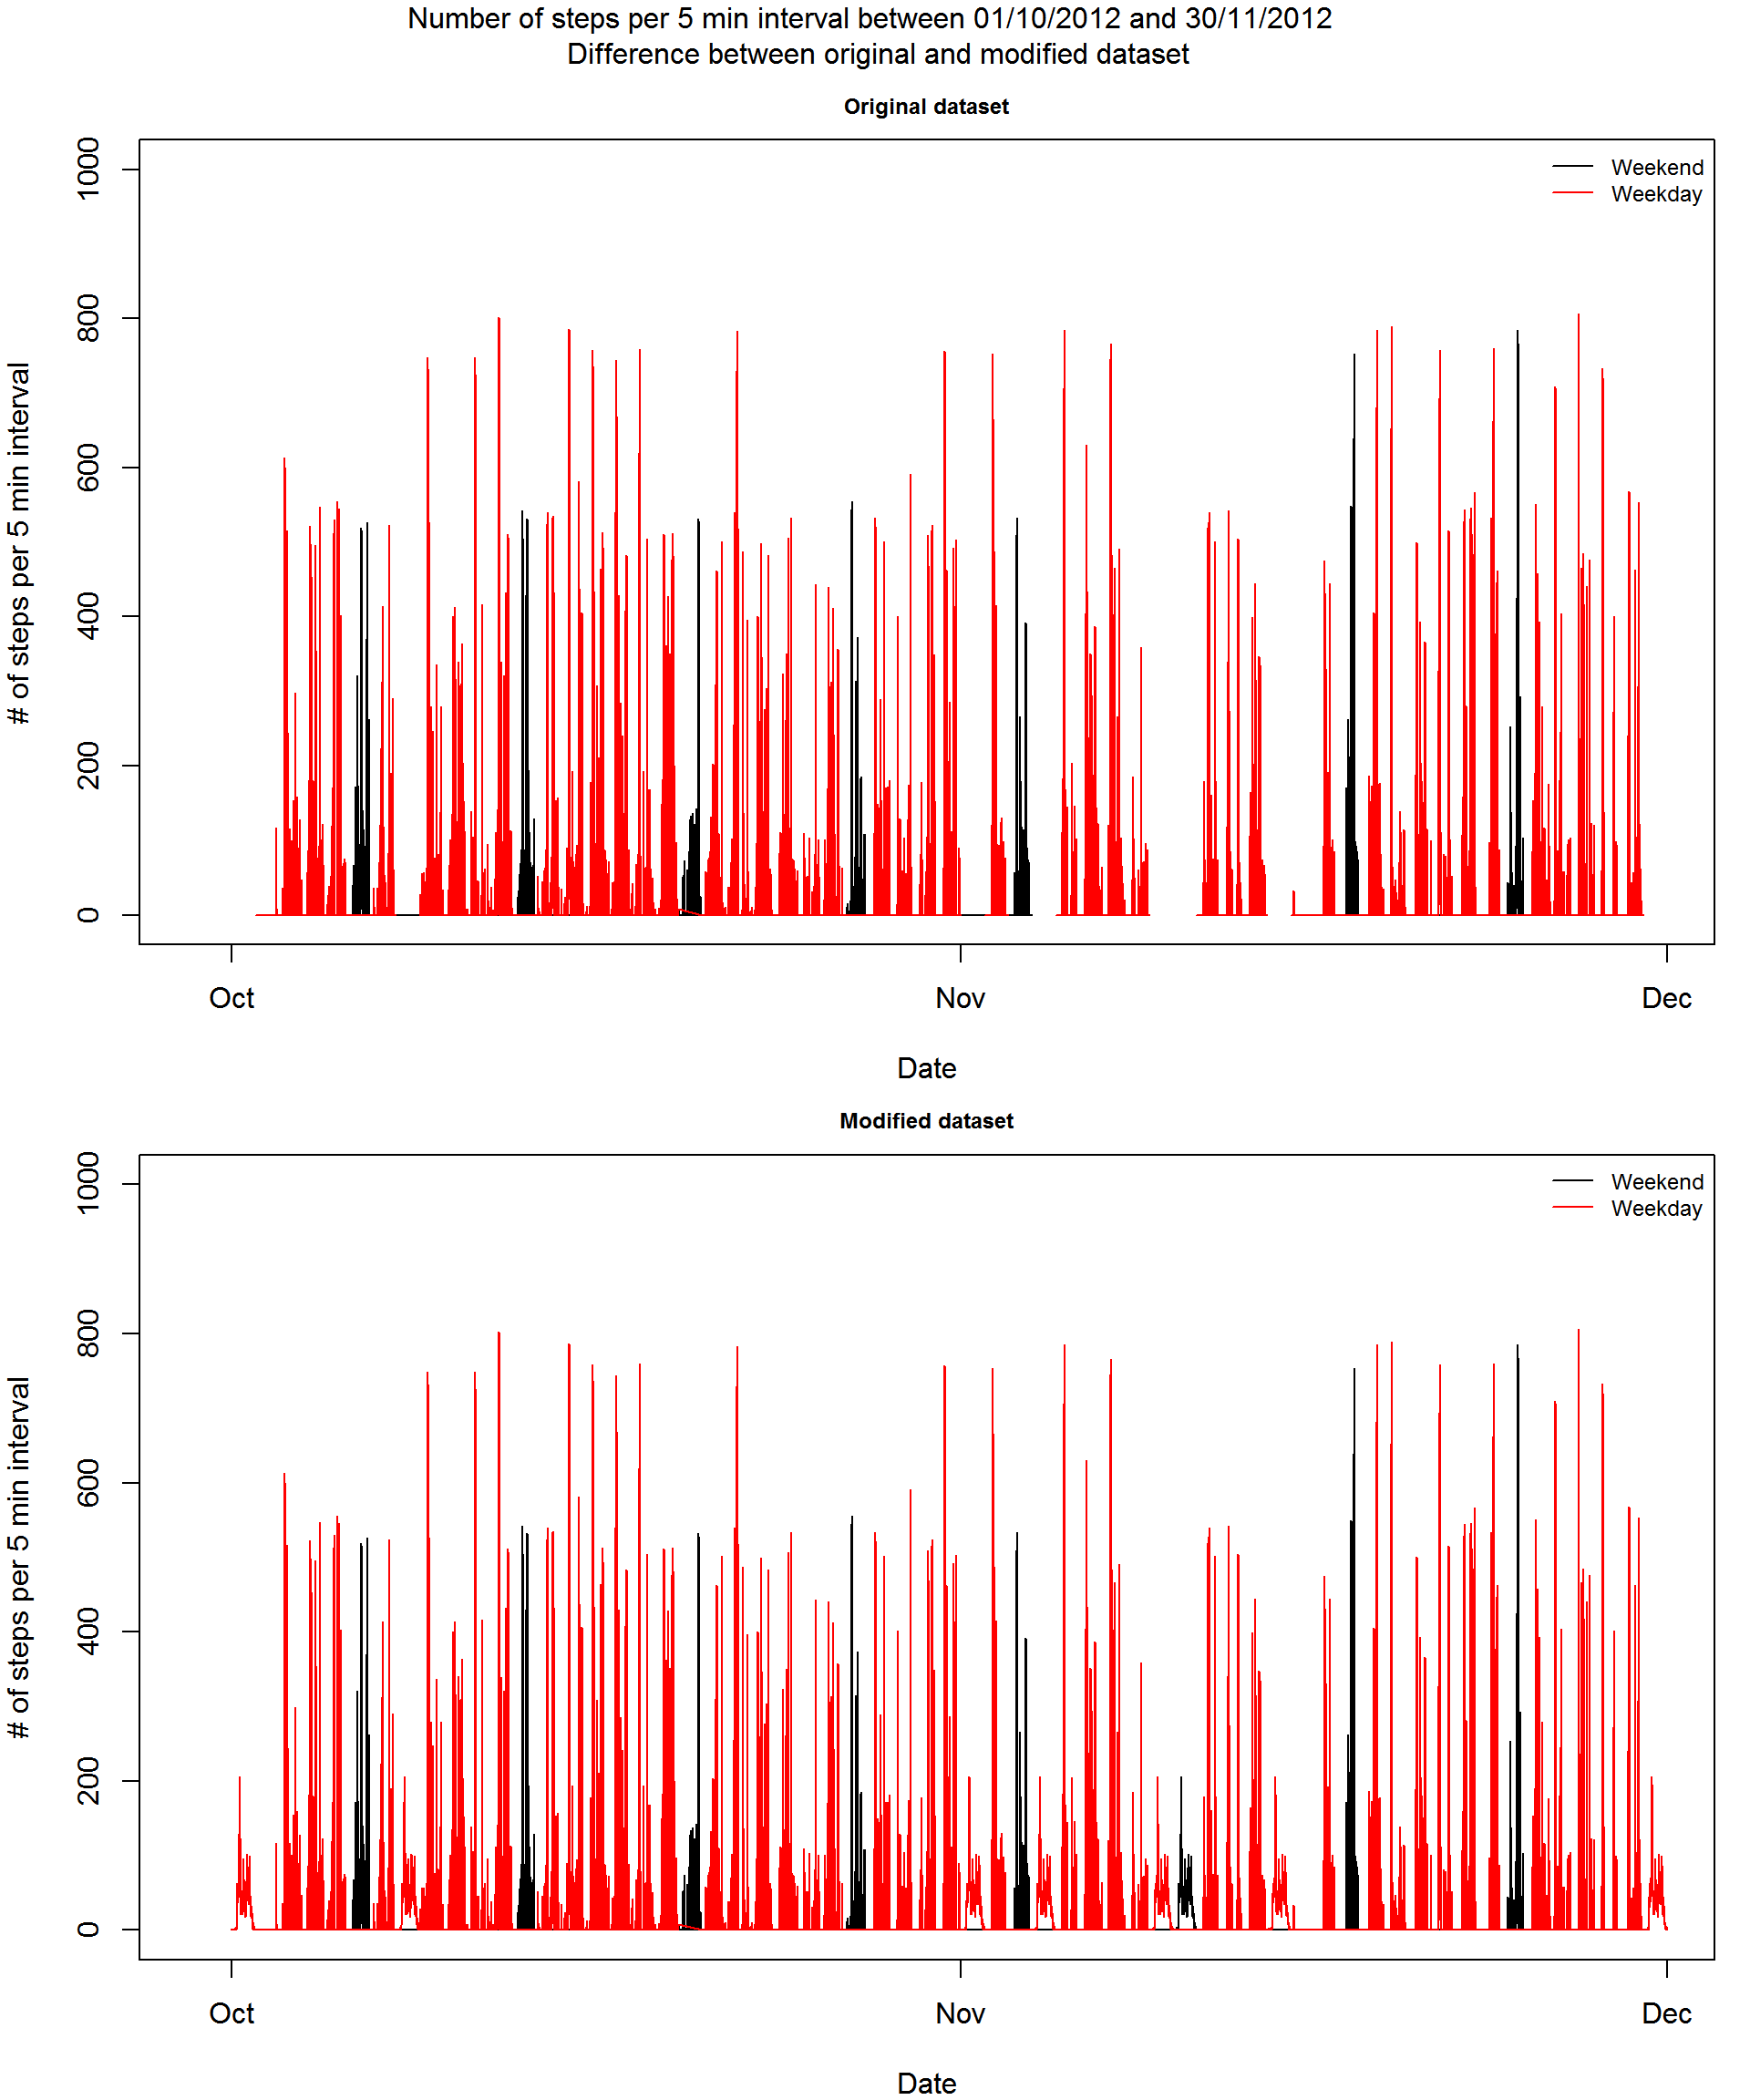 Number of steps per 5 min interval between 01/10/2012 and 30/11/2012
Difference between original and modified dataset
Original dataset
Weekend
Weekday
# of steps per 5 min interval
1000
800
600
400
200
0
Oct
Nov
Dec
Date
Modified dataset
Weekend
Weekday
# of steps per 5 min interval
1000
800
600
400
200
0
Oct
Nov
Dec
Date